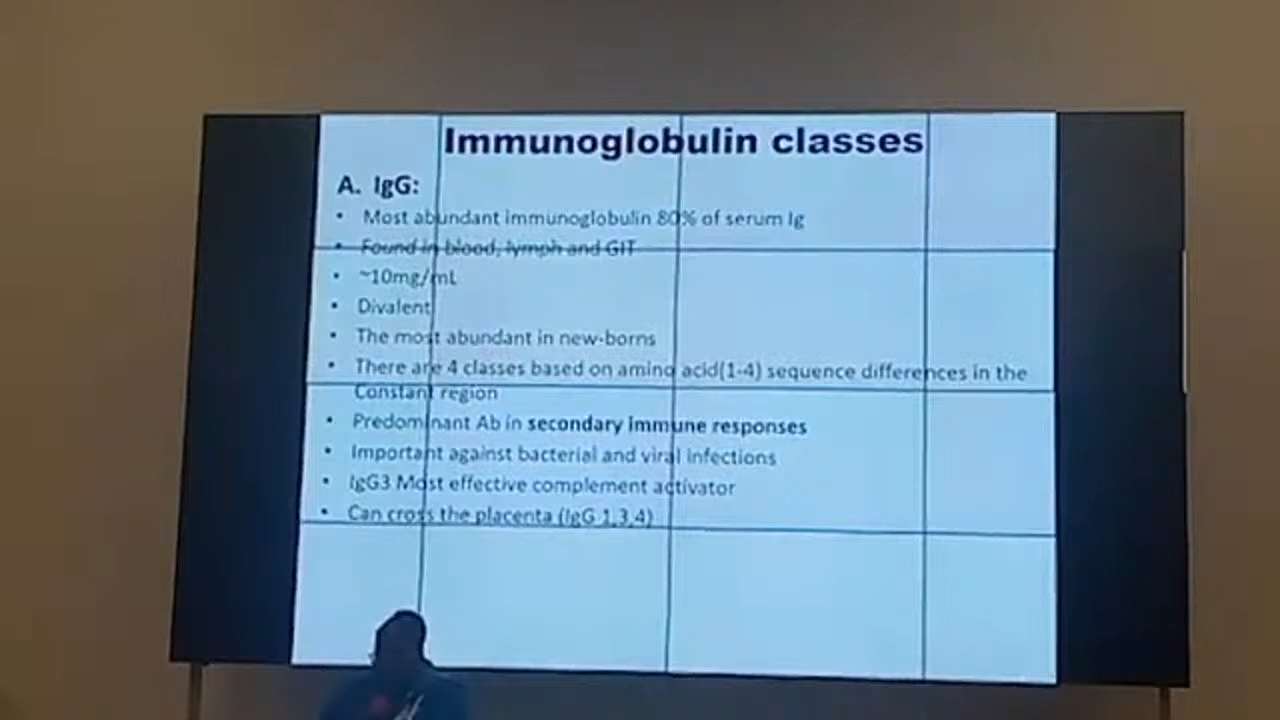 Immunoglobulin classes
A. IgG:
• Most abundant immunoglobulin 80% of serum Ig
• Found in blood, lymph and GIT
• ~10mg/mL
• Divalent
• The most abundant in new-borns
• There are 4 classes based on amino acid(1-4) sequence differences in the
Constant region
• Predominant Ab in secondary immune responses
• Important against bacterial and viral infections
• IgG3 Most effective complement activator
• Can cross the placenta (IgG 1,3,4)